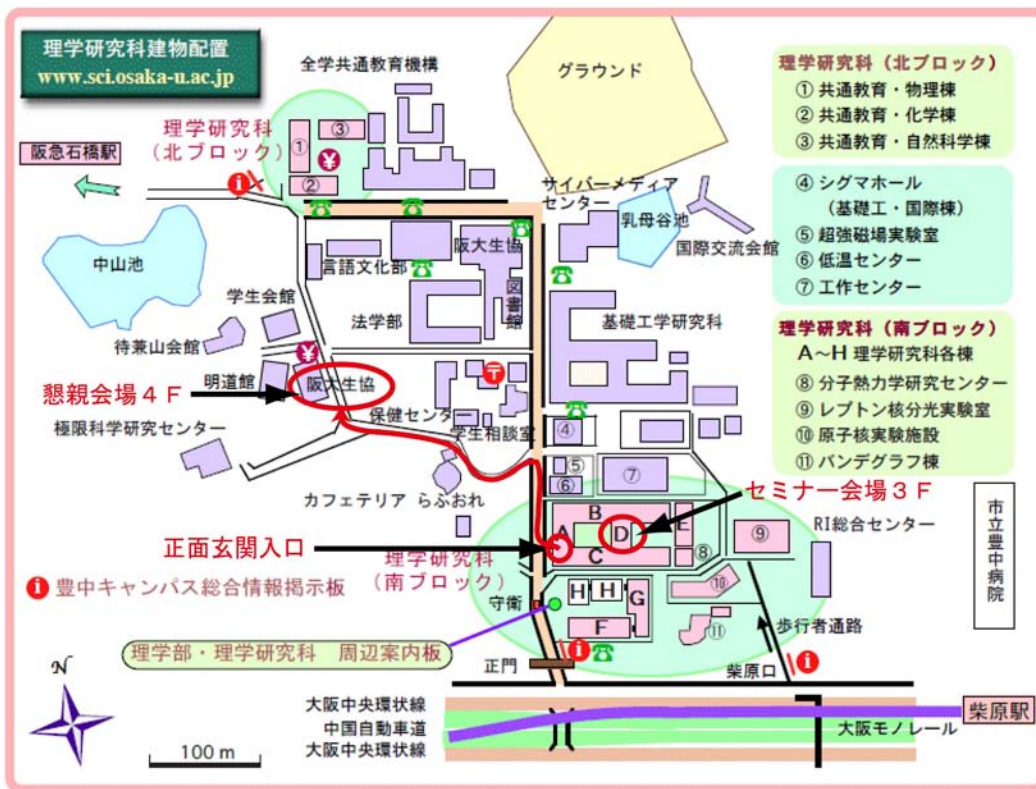 理学研究科建物配置
www.sci.osaka-u.ac.jp
全学共通教育機構
グラウンド
理学研究科（北ブロック）
① 共通教育・物理棟
② 共通教育・化学棟
③ 共通教育・自然科学棟
④ シグマホール
（基礎工・国際棟）
⑤ 超強磁場実験室
⑥ 低温センター
⑦ 工作センター
理学研究科（南ブロック）
A～H 理学研究科各棟
⑧ 分子熱力学研究センター
⑨ レプトン核分光実験室
⑩ 原子核実験施設
⑪ バンデグラフ棟
理学研究科
（北ブロック）
①
③
②
¥
阪急石橋駅
i
サイバーメディア
センター
乳母谷池
国際交流会館
中山池
言語文化部
阪大生協
図書館
学生会館
法学部
基礎工学研究科
待兼山会館
¥
明道館
阪大生協
〒
懇親会場４Ｆ
保健センター
学生相談室
極限科学研究センター
④
⑤
⑥
⑦
カフェテリア らふおれ
セミナー会場３Ｆ
B
A
D
E
C
⑧
⑨
RI総合センター
市立豊中病院
正面玄関入口
理学研究科
（南ブロック）
i 豊中キャンパス総合情報掲示板
守衛
H
H
G
F
⑩
⑪
歩行者通路
理学部・理学研究科 周辺案内板
正門
i
柴原口
i
N
大阪中央環状線
中国自動車道
大阪中央環状線
大阪モノレール
柴原駅
100 m